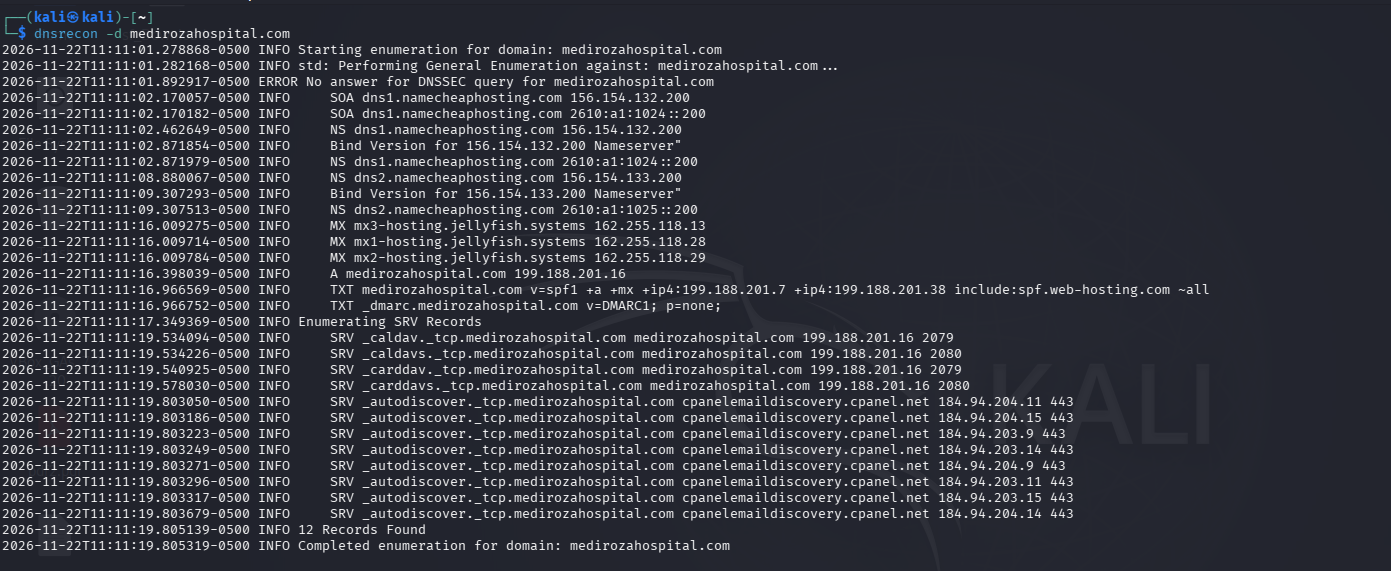 ┌──(kali㉿kali)-[~]
└─$ dnsrecon -d medirozahospital.com
2026-11-22T11:11:01.278868-0500 INFO Starting enumeration for domain: medirozahospital.com
2026-11-22T11:11:01.282168-0500 INFO std: Performing General Enumeration against: medirozahospital.com...
2026-11-22T11:11:01.892917-0500 ERROR No answer for DNSSEC query for medirozahospital.com
2026-11-22T11:11:02.170057-0500 INFO     SOA dns1.namecheaphosting.com 156.154.132.200
2026-11-22T11:11:02.170182-0500 INFO     SOA dns1.namecheaphosting.com 2610:a1:1024::200
2026-11-22T11:11:02.462649-0500 INFO     NS dns1.namecheaphosting.com 156.154.132.200
2026-11-22T11:11:02.871854-0500 INFO     Bind Version for 156.154.132.200 Nameserver"
2026-11-22T11:11:02.871979-0500 INFO     NS dns1.namecheaphosting.com 2610:a1:1024::200
2026-11-22T11:11:08.880067-0500 INFO     NS dns2.namecheaphosting.com 156.154.133.200
2026-11-22T11:11:09.307293-0500 INFO     Bind Version for 156.154.133.200 Nameserver"
2026-11-22T11:11:09.307513-0500 INFO     NS dns2.namecheaphosting.com 2610:a1:1025::200
2026-11-22T11:11:16.009275-0500 INFO     MX mx3-hosting.jellyfish.systems 162.255.118.13
2026-11-22T11:11:16.009714-0500 INFO     MX mx1-hosting.jellyfish.systems 162.255.118.28
2026-11-22T11:11:16.009784-0500 INFO     MX mx2-hosting.jellyfish.systems 162.255.118.29
2026-11-22T11:11:16.398039-0500 INFO     A medirozahospital.com 199.188.201.16
2026-11-22T11:11:16.966569-0500 INFO     TXT medirozahospital.com v=spf1 +a +mx +ip4:199.188.201.7 +ip4:199.188.201.38 include:spf.web-hosting.com ~all
2026-11-22T11:11:16.966752-0500 INFO     TXT _dmarc.medirozahospital.com v=DMARC1; p=none;
2026-11-22T11:11:17.349369-0500 INFO Enumerating SRV Records
2026-11-22T11:11:19.534094-0500 INFO     SRV _caldav._tcp.medirozahospital.com medirozahospital.com 199.188.201.16 2079
2026-11-22T11:11:19.534226-0500 INFO     SRV _caldavs._tcp.medirozahospital.com medirozahospital.com 199.188.201.16 2080
2026-11-22T11:11:19.540925-0500 INFO     SRV _carddav._tcp.medirozahospital.com medirozahospital.com 199.188.201.16 2079
2026-11-22T11:11:19.578030-0500 INFO     SRV _carddavs._tcp.medirozahospital.com medirozahospital.com 199.188.201.16 2080
2026-11-22T11:11:19.803050-0500 INFO     SRV _autodiscover._tcp.medirozahospital.com cpanelemaildiscovery.cpanel.net 184.94.204.11 443
2026-11-22T11:11:19.803186-0500 INFO     SRV _autodiscover._tcp.medirozahospital.com cpanelemaildiscovery.cpanel.net 184.94.204.15 443
2026-11-22T11:11:19.803223-0500 INFO     SRV _autodiscover._tcp.medirozahospital.com cpanelemaildiscovery.cpanel.net 184.94.203.9 443
2026-11-22T11:11:19.803249-0500 INFO     SRV _autodiscover._tcp.medirozahospital.com cpanelemaildiscovery.cpanel.net 184.94.203.14 443
2026-11-22T11:11:19.803271-0500 INFO     SRV _autodiscover._tcp.medirozahospital.com cpanelemaildiscovery.cpanel.net 184.94.204.9 443
2026-11-22T11:11:19.803296-0500 INFO     SRV _autodiscover._tcp.medirozahospital.com cpanelemaildiscovery.cpanel.net 184.94.203.11 443
2026-11-22T11:11:19.803317-0500 INFO     SRV _autodiscover._tcp.medirozahospital.com cpanelemaildiscovery.cpanel.net 184.94.203.15 443
2026-11-22T11:11:19.803679-0500 INFO     SRV _autodiscover._tcp.medirozahospital.com cpanelemaildiscovery.cpanel.net 184.94.204.14 443
2026-11-22T11:11:19.805139-0500 INFO 12 Records Found
2026-11-22T11:11:19.805319-0500 INFO Completed enumeration for domain: medirozahospital.com
KALI